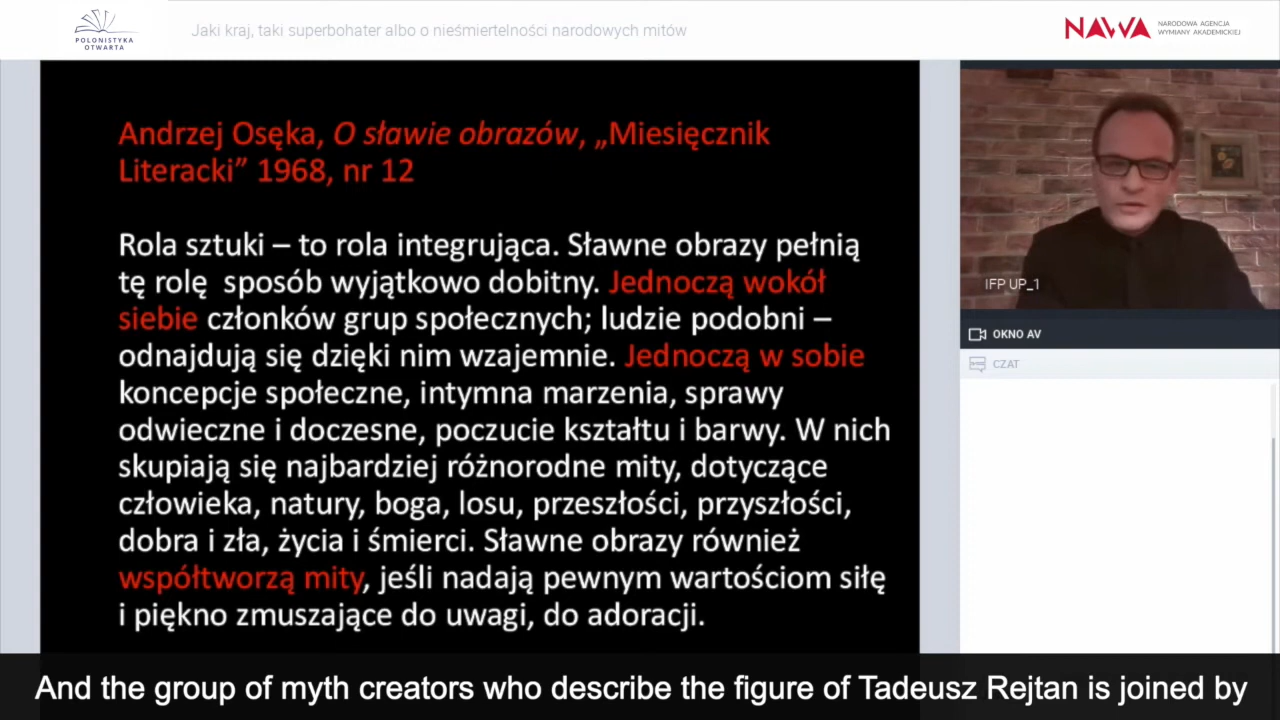 POLONISTYKA
OTWARTA
Jaki kraj, taki superbohater albo o nieśmiertelności narodowych mitów
NAWA
NARODOWA AGENCJA
WYMIANY AKADEMICKIEJ
Andrzej Osęka, O sławie obrazów, „Miesięcznik
Literacki” 1968, nr 12
Rola sztuki – to rola integrująca. Sławne obrazy pełnią
tę rolę sposób wyjątkowo dobitny. Jednoczą wokół
siebie członków grup społecznych; ludzie podobni –
odnajdują się dzięki nim wzajemnie. Jednoczą w sobie
koncepcje społeczne, intymna marzenia, sprawy
odwieczne i doczesne, poczucie kształtu i barwy. W nich
skupiają się najbardziej różnorodne mity, dotyczące
człowieka, natury, boga, losu, przeszłości, przyszłości,
dobra i zła, życia i śmierci. Sławne obrazy również
współtworzą mity, jeśli nadają pewnym wartościom siłę
i piękno zmuszające do uwagi, do adoracji.
IFP UP_1
OKNO AV
CZAT
And the group of myth creators who describe the figure of Tadeusz Rejtan is joined by